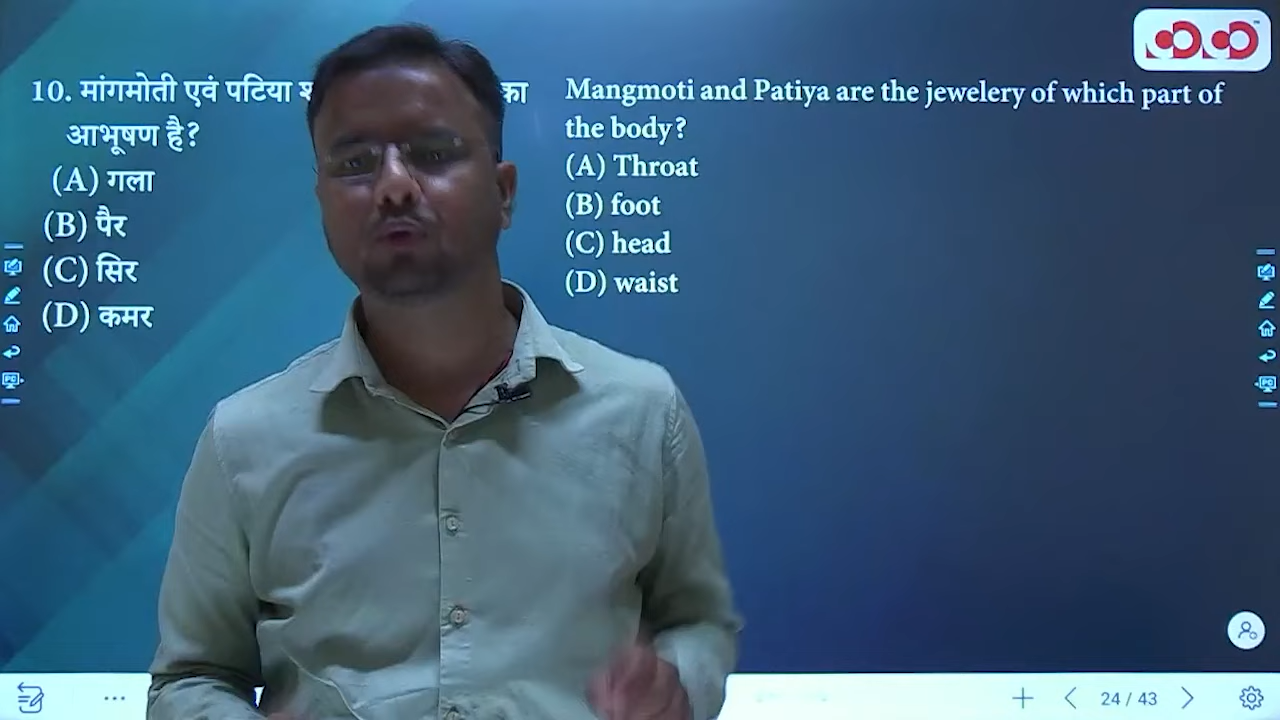 10. मांगमोती एवं पटिया का
आभूषण है?
(A) गला
(B) पैर
(C) सिर
(D) कमर
Mangmoti and Patiya are the jewelery of which part of
the body?
(A) Throat
(B) foot
(C) head
(D) waist
24 / 43